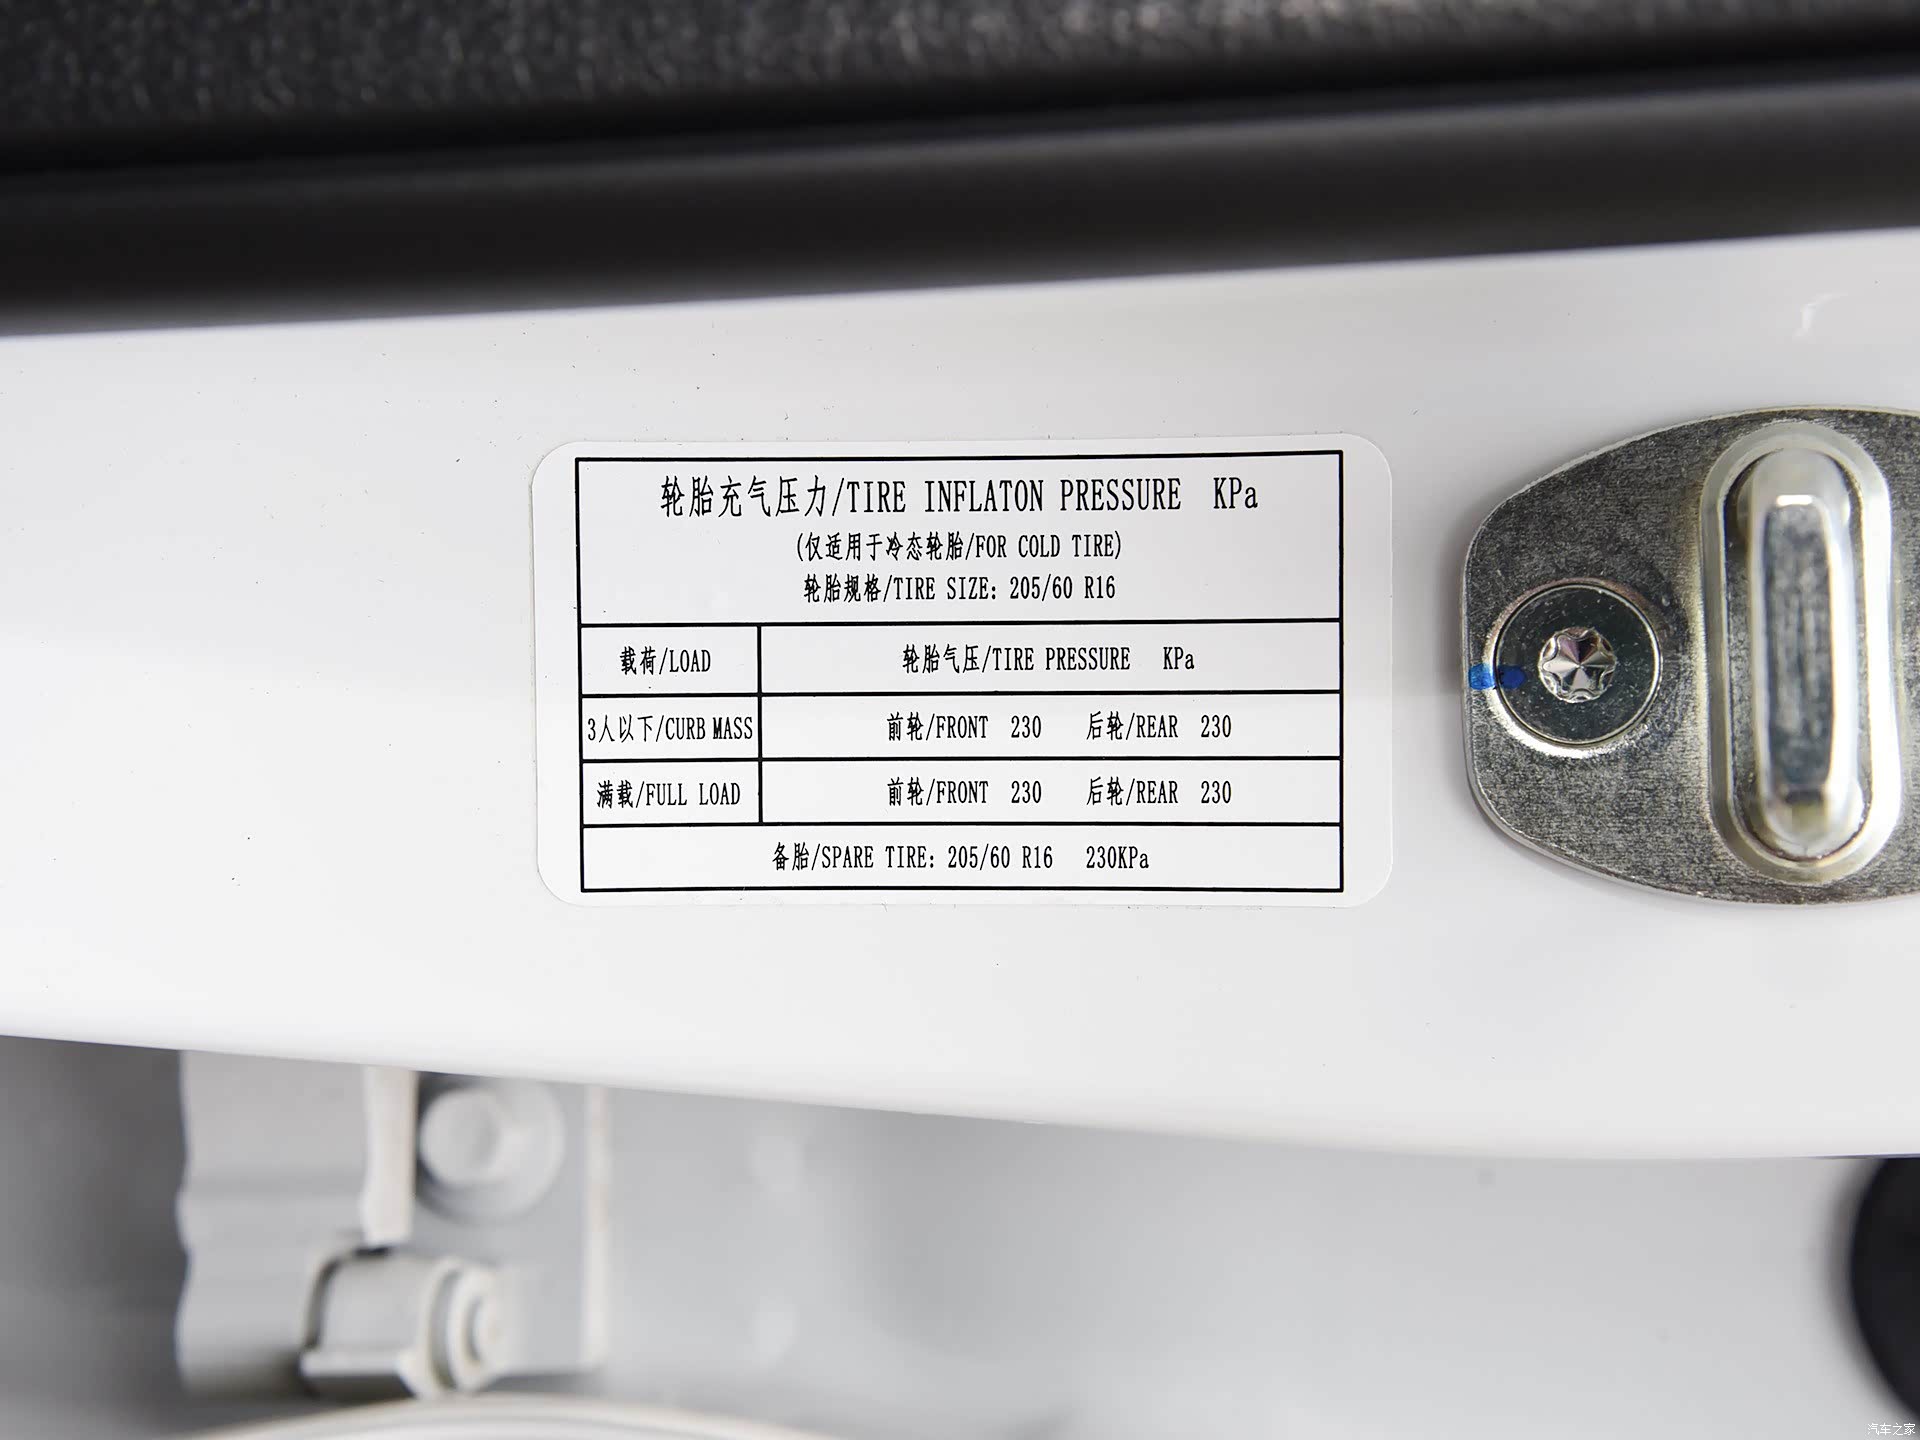 轮胎充气压力/TIRE INFLATON PRESSURE KPa
(仅适用于冷态轮胎/FOR COLD TIRE)
轮胎规格/TIRE SIZE: 205/60 R16
载荷/LOAD 轮胎气压/TIRE PRESSURE KPa
3人以下/CURB MASS 前轮/FRONT 230 后轮/REAR 230
满载/FULL LOAD 前轮/FRONT 230 后轮/REAR 230
备胎/SPARE TIRE: 205/60 R16 230KPa
汽车之家